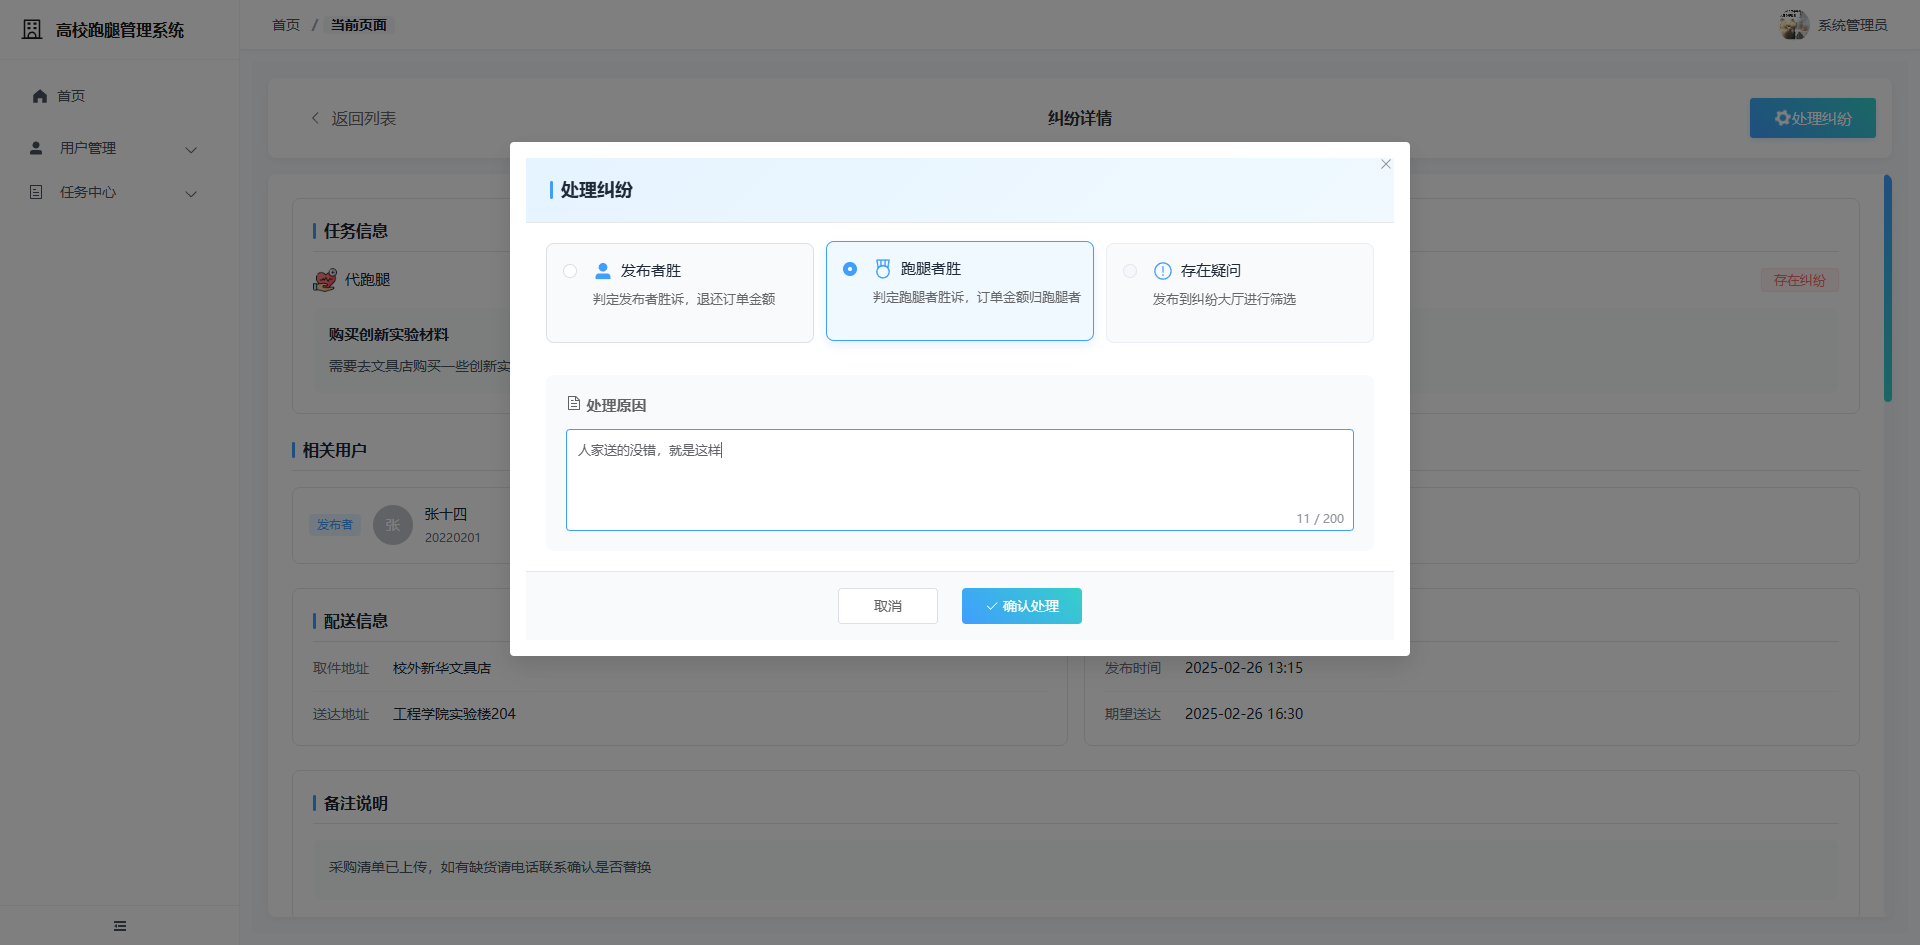 高校跑腿管理系统
首页 / 当前页面
系统管理员
首页
用户管理
任务中心
返回列表
纠纷详情
处理纠纷
任务信息
代跑腿
存在纠纷
购买创新实验材料
需要去文具店购买一些创新实
相关用户
发布者
张
张十四
20220201
配送信息
取件地址 校外新华文具店
送达地址 工程学院实验楼204
发布时间 2025-02-26 13:15
期望送达 2025-02-26 16:30
备注说明
采购清单已上传，如有缺货请电话联系确认是否替换
处理纠纷
发布者胜
判定发布者胜诉，退还订单金额
跑腿者胜
判定跑腿者胜诉，订单金额归跑腿者
存在疑问
发布到纠纷大厅进行筛选
处理原因
人家送的没错，就是这样
11 / 200
取消
确认处理